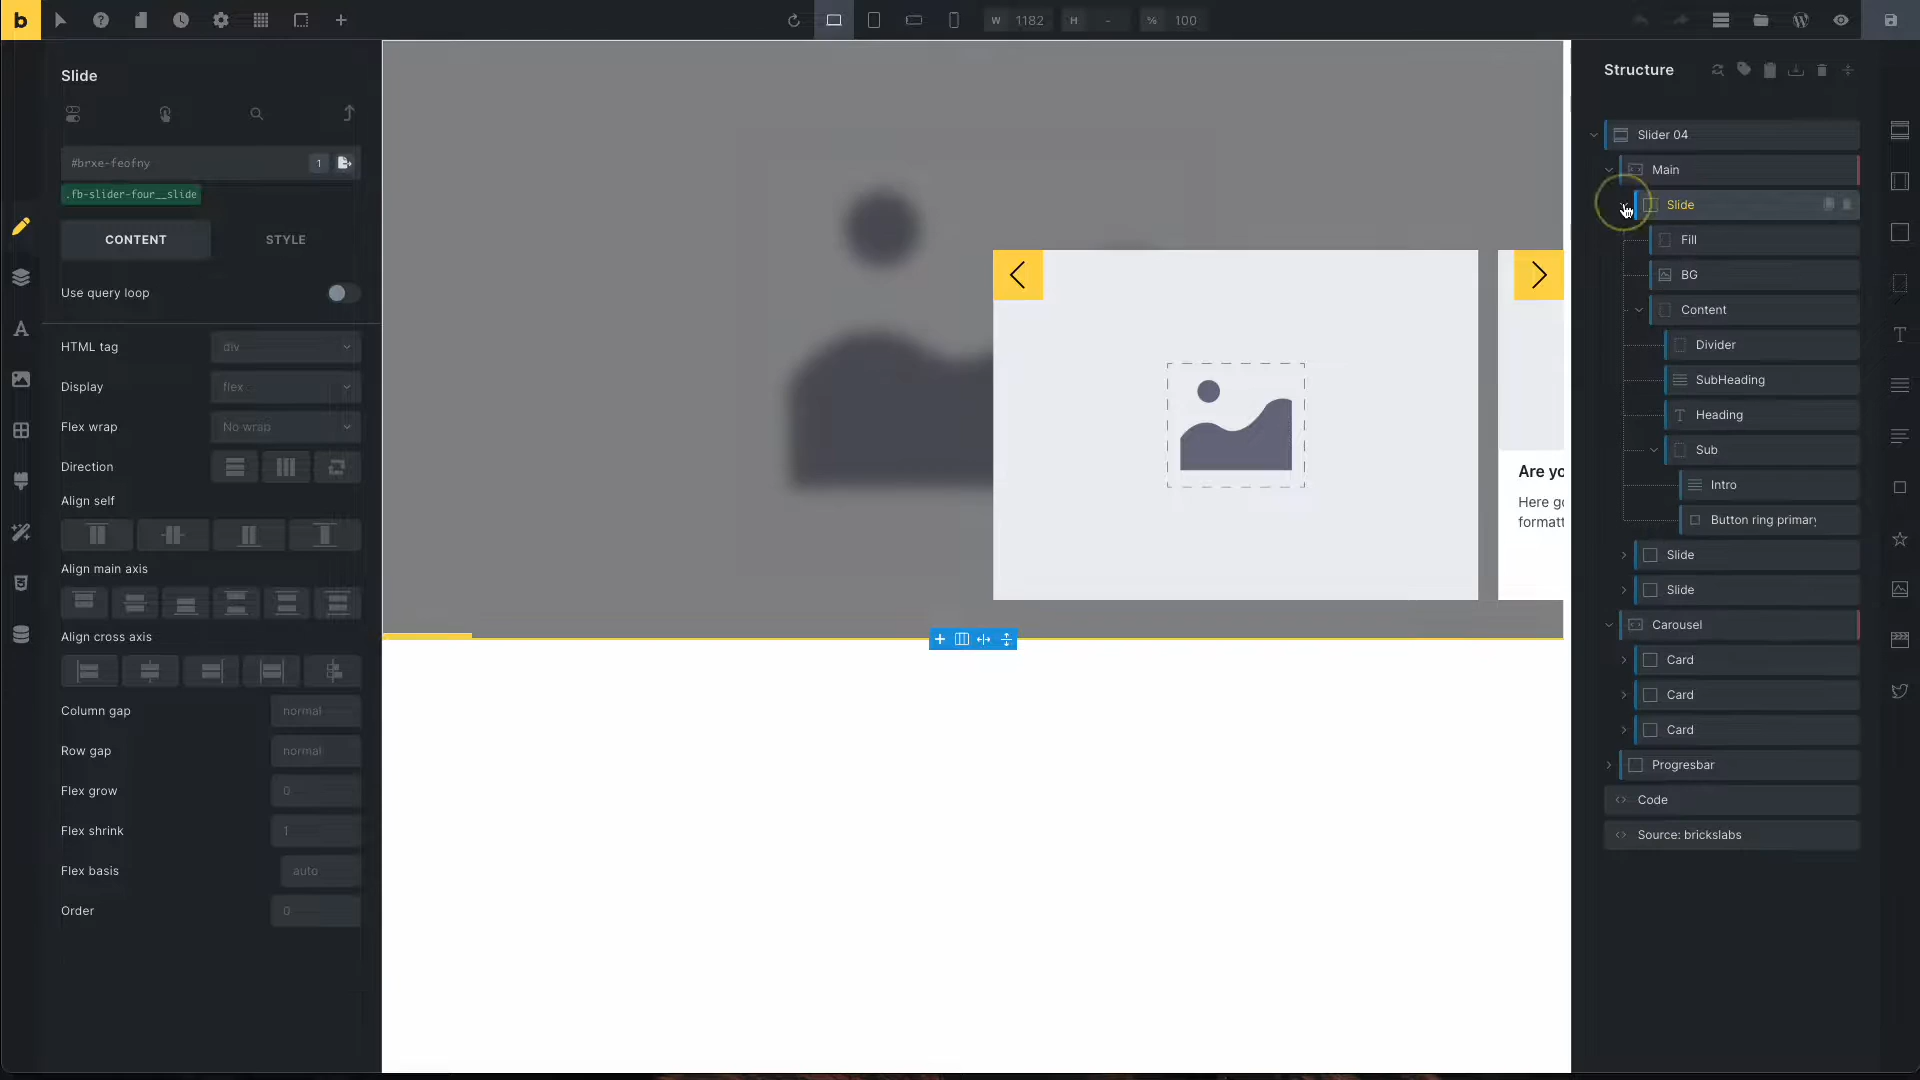 b
W 1182 H - % 100
Slide
#brxe-feofny
1
.fb-slider-four__slide
CONTENT
STYLE
Use query loop
HTML tag
div
Display
flex
Flex wrap
No wrap
Direction
Align self
Align main axis
Align cross axis
Column gap
normal
Row gap
normal
Flex grow
0
Flex shrink
1
Flex basis
auto
Order
0
Are yo
Here go
formatt
Structure
Slider 04
Main
Slide
Fill
BG
Content
Divider
SubHeading
Heading
Sub
Intro
Button ring primary
Slide
Slide
Carousel
Card
Card
Card
Progresbar
Code
Source: brickslabs